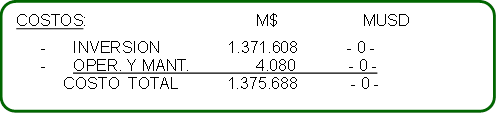 COSTOS: M$ MUSD
- INVERSION 1.371.608 - 0 -
- OPER. Y MANT. 4.080 - 0 -
COSTO TOTAL 1.375.688 - 0 -